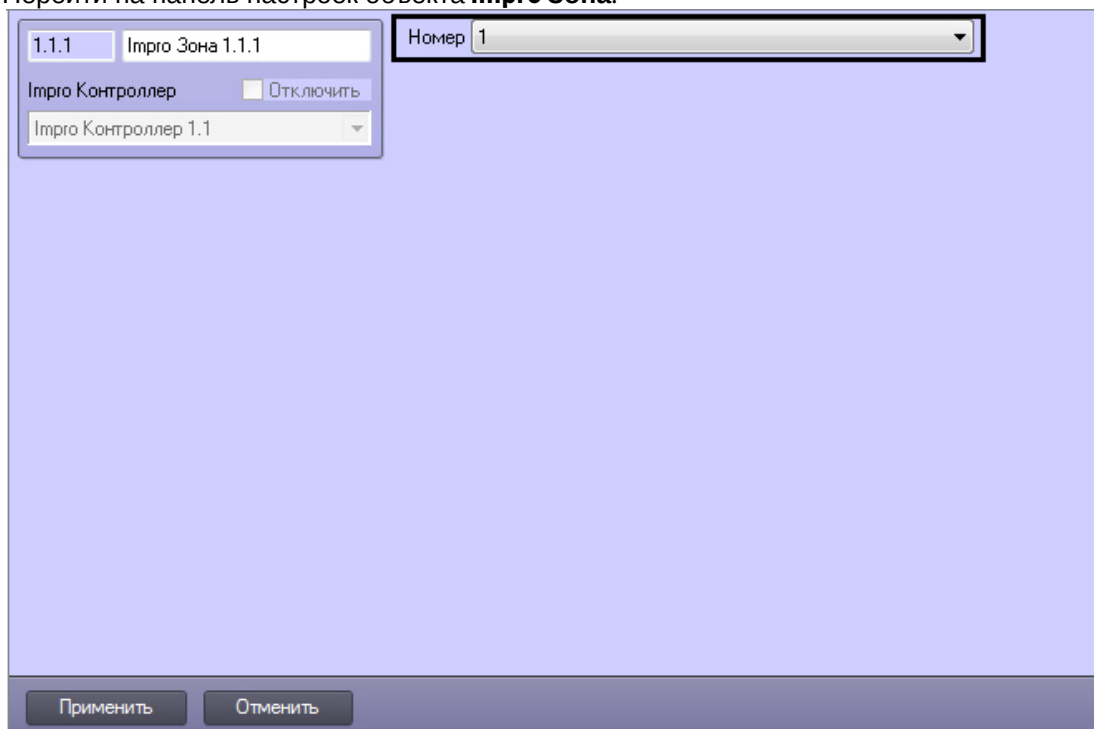 Перейти на панель настроек объекта Impro Зона.
1.1.1 Impro Зона 1.1.1 Номер 1
Impro Контроллер Отключить
Impro Контроллер 1.1
Применить Отменить